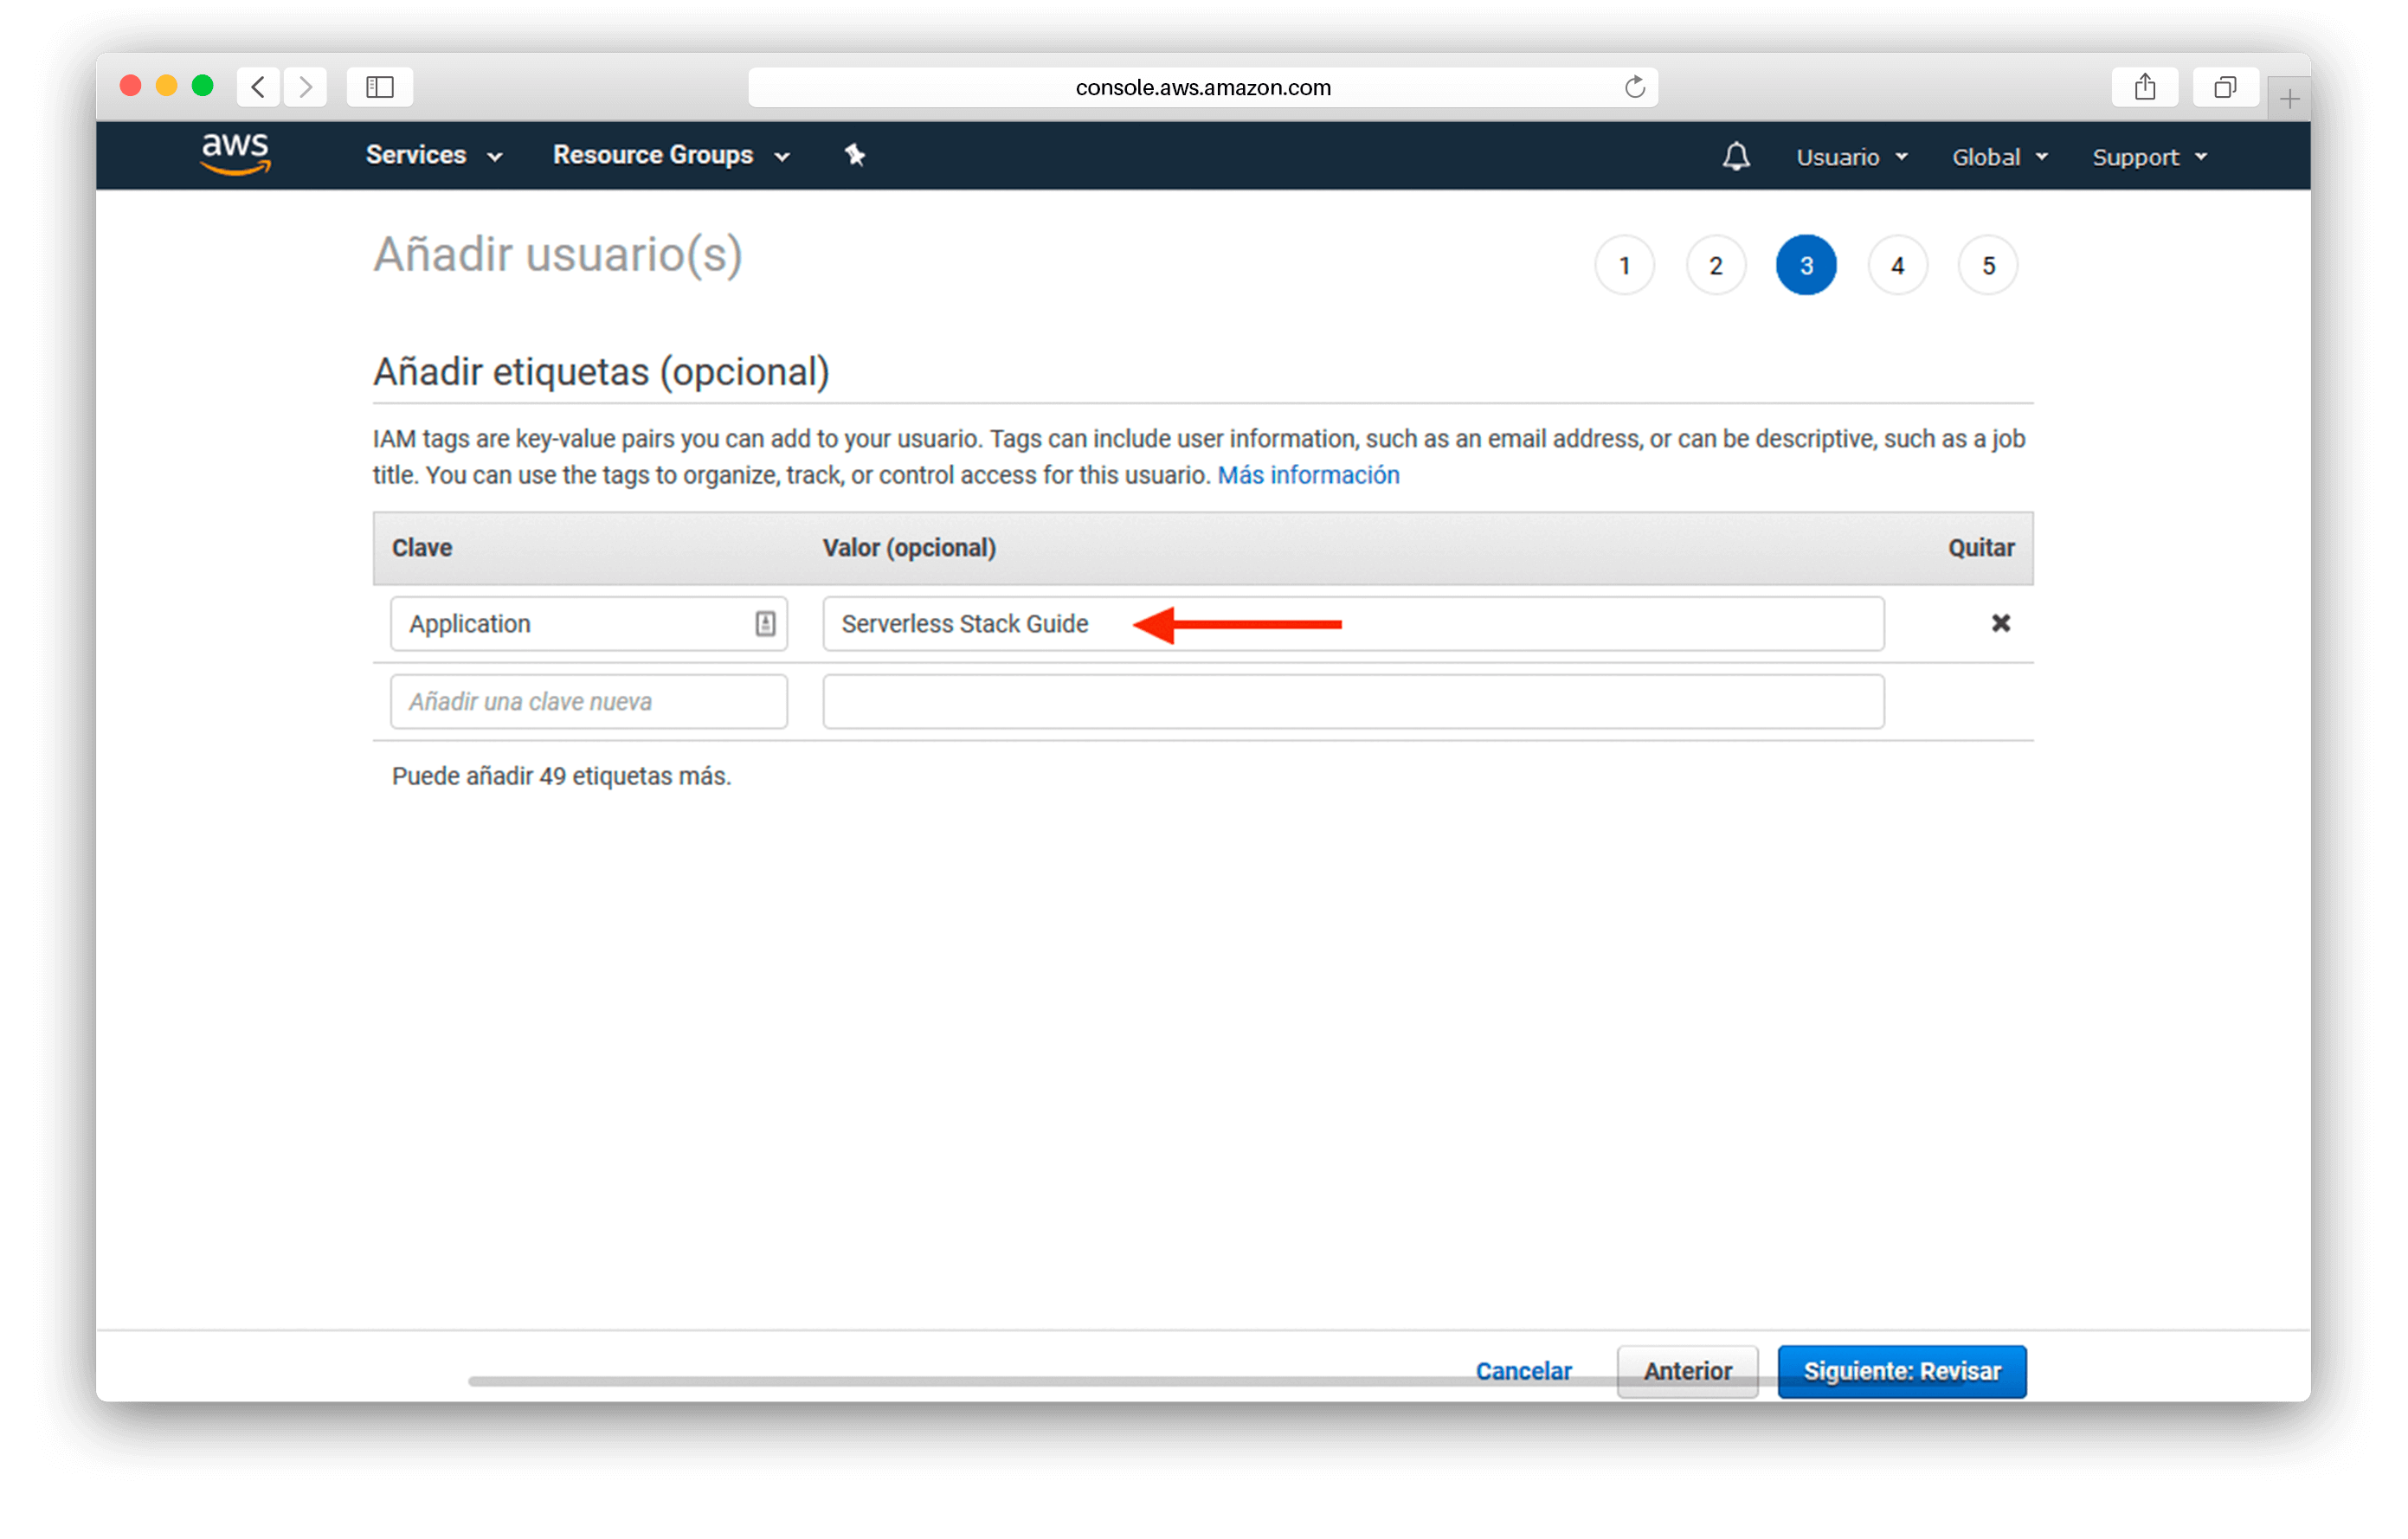 console.aws.amazon.com
aws Services Resource Groups Usuario Global Support
Añadir usuario(s) 1 2 3 4 5
Añadir etiquetas (opcional)
IAM tags are key-value pairs you can add to your usuario. Tags can include user information, such as an email address, or can be descriptive, such as a job
title. You can use the tags to organize, track, or control access for this usuario. Más información
Clave Valor (opcional) Quitar
Application Serverless Stack Guide
Añadir una clave nueva
Puede añadir 49 etiquetas más.
Cancelar Anterior Siguiente: Revisar